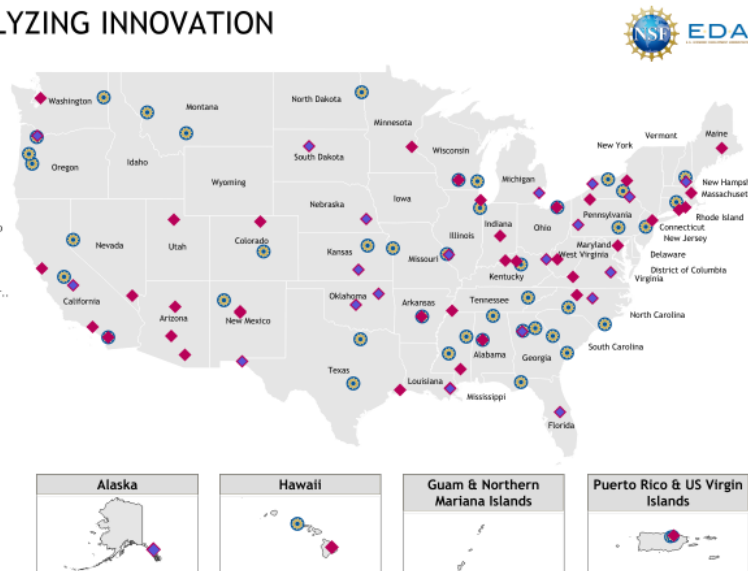 LYZING INNOVATION
NSF EDA
Washington
Montana
North Dakota
Minnesota
Vermont
Maine
New York
Wisconsin
Michigan
South Dakota
Oregon
Idaho
Wyoming
New Hampsl
Massachuset
Iowa
Nebraska
Pennsylvania
Rhode Island
Connecticut
New Jersey
Indiana
Ohio
Illinois
Nevada
Utah
Colorado
Kansas
Missouri
Maryland
West Virginia
Delaware
District of Columbia
Kentucky
Virginia
California
Oklahoma
Arkansas
Tennessee
Arizona
New Mexico
North Carolina
South Carolina
Alabama
Georgia
Texas
Louisiana
Mississippi
Florida
Alaska
Hawaii
Guam & Northern
Mariana Islands
Puerto Rico & US Virgin
Islands